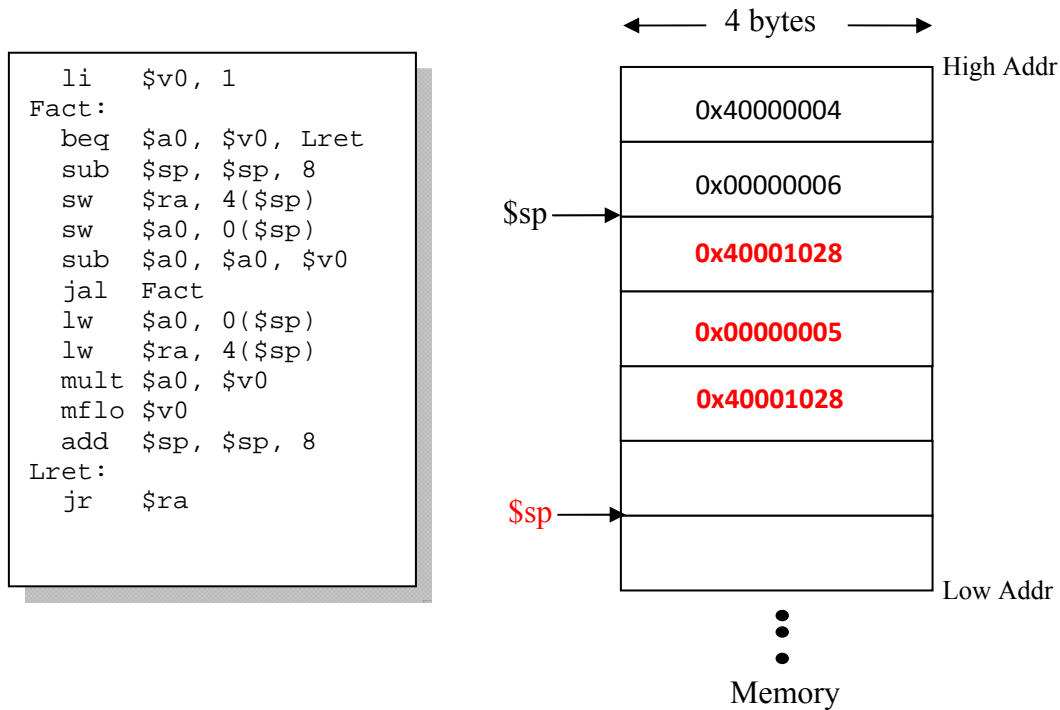 li $v0, 1
Fact:
beq $a0, $v0, Lret
sub $sp, $sp, 8
sw $ra, 4($sp)
sw $a0, 0($sp)
sub $a0, $a0, $v0
jal Fact
lw $a0, 0($sp)
lw $ra, 4($sp)
mult $a0, $v0
mflo $v0
add $sp, $sp, 8
Lret:
jr $ra
4 bytes
High Addr
0x40000004
0x00000006
$sp
0x40001028
0x00000005
0x40001028
$sp
Low Addr
Memory